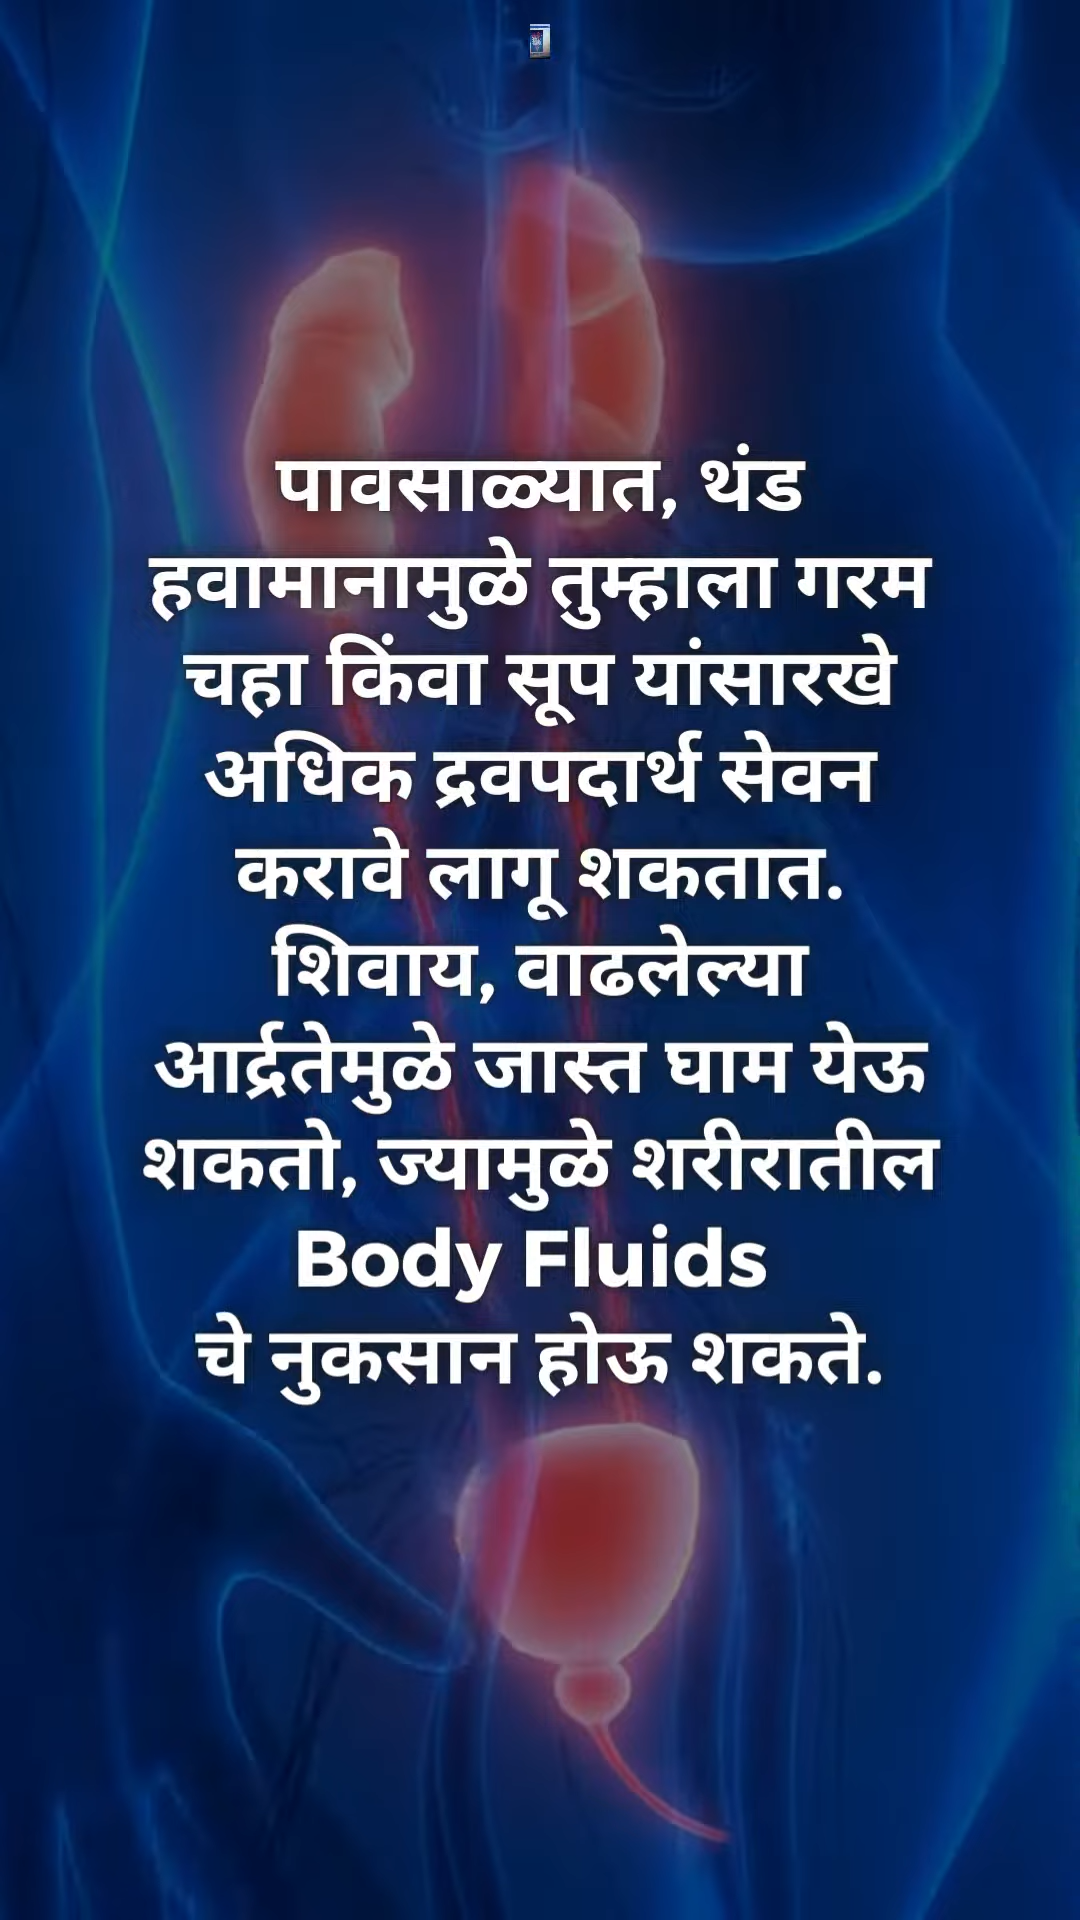 पावसाळ्यात, थंड
हवामानामुळे तुम्हाला गरम
चहा किंवा सूप यांसारखे
अधिक द्रवपदार्थ सेवन
करावे लागू शकतात.
शिवाय, वाढलेल्या
आर्द्रतेमुळे जास्त घाम येऊ
शकतो, ज्यामुळे शरीरातील
Body Fluids
चे नुकसान होऊ शकते.